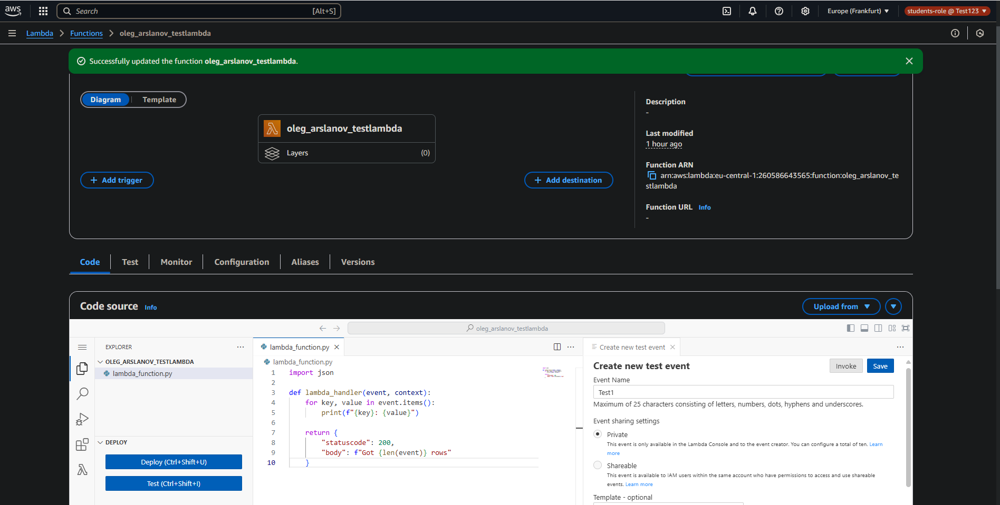 aws
Search [Alt+S]
Europe (Frankfurt)
students-role @ Test123
Lambda
Functions
oleg_arslanov_testlambda
Successfully updated the function oleg_arslanov_testlambda.
Diagram
Template
oleg_arslanov_testlambda
Layers (0)
+ Add trigger
+ Add destination
Description
-
Last modified
1 hour ago
Function ARN
arn:aws:lambda:eu-central-1:260586643565:function:oleg_arslanov_te
stlambda
Function URL Info
-
Code
Test
Monitor
Configuration
Aliases
Versions
Code source Info
Upload from
oleg_arslanov_testlambda
EXPLORER
OLEG_ARSLANOV_TESTLAMBDA
lambda_function.py
DEPLOY
Deploy (Ctrl+Shift+U)
Test (Ctrl+Shift+I)
lambda_function.py
lambda_function.py
1 import json
2
3 def lambda_handler(event, context):
4 for key, value in event.items():
5 print(f"{key}: {value}")
6
7 return {
8 "statuscode": 200,
9 "body": f"Got {len(event)} rows"
10 }
Create new test event
Create new test event
Invoke
Save
Event Name
Test1
Maximum of 25 characters consisting of letters, numbers, dots, hyphens and underscores.
Event sharing settings
Private
This event is only available in the Lambda Console and to the event creator. You can configure a total of ten. Learn
more
Shareable
This event is available to IAM users within the same account who have permissions to access and use shareable
events. Learn more
Template - optional